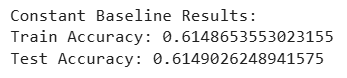 Constant Baseline Results:
Train Accuracy: 0.6148653553023155
Test Accuracy: 0.6149026248941575